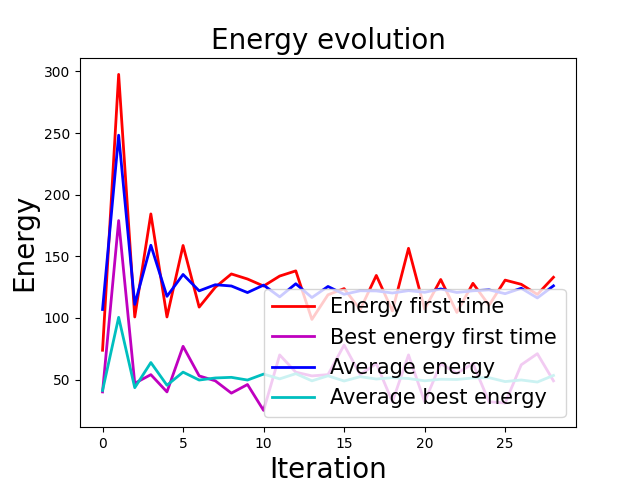 Energy evolution
300
250
200
150
100
50
Energy
Energy first time
Best energy first time
Average energy
Average best energy
0 5 10 15 20 25
Iteration